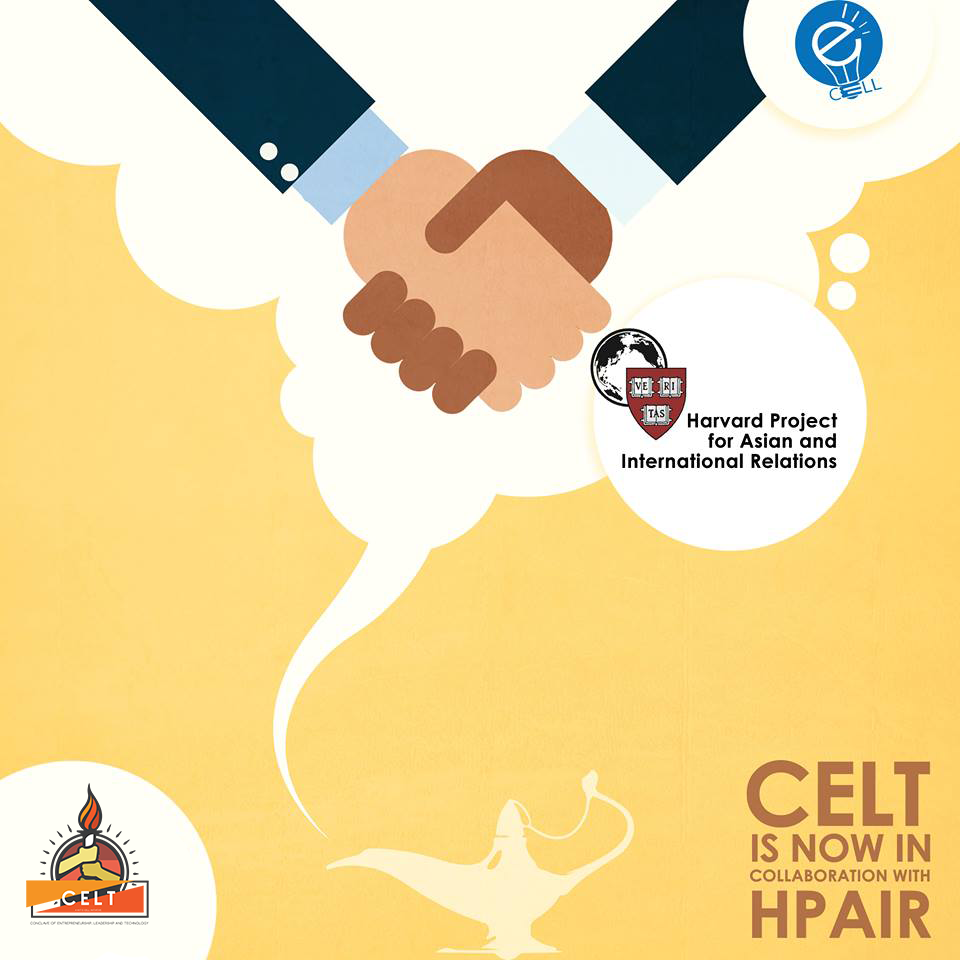 e
CELL
VE RI
TAS
Harvard Project
for Asian and
International Relations
CELT
CONCLAVE OF ENTREPRENEURSHIP, LEADERSHIP AND TECHNOLOGY
CELT
IS NOW IN
COLLABORATION WITH
HPAIR